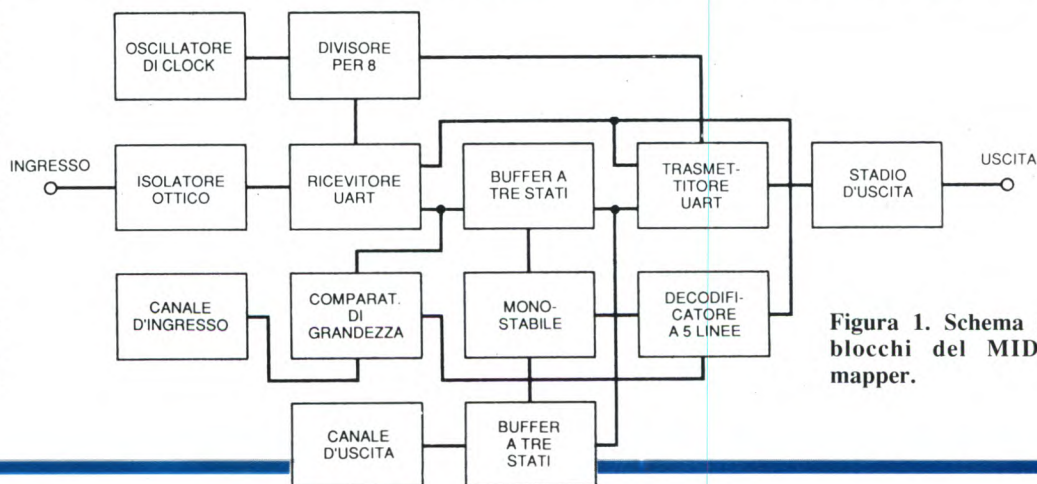 OSCILLATORE
DI CLOCK
DIVISORE
PER 8
INGRESSO
ISOLATORE
OTTICO
RICEVITORE
UART
BUFFER A
TRE STATI
TRASMET-
TITORE
UART
STADIO
D'USCITA
USCITA
CANALE
D'INGRESSO
COMPARAT.
DI
GRANDEZZA
MONO-
STABILE
DECODIFI-
CATORE
A 5 LINEE
CANALE
D'USCITA
BUFFER
A TRE
STATI
Figura 1. Schema
blocchi del MID
mapper.